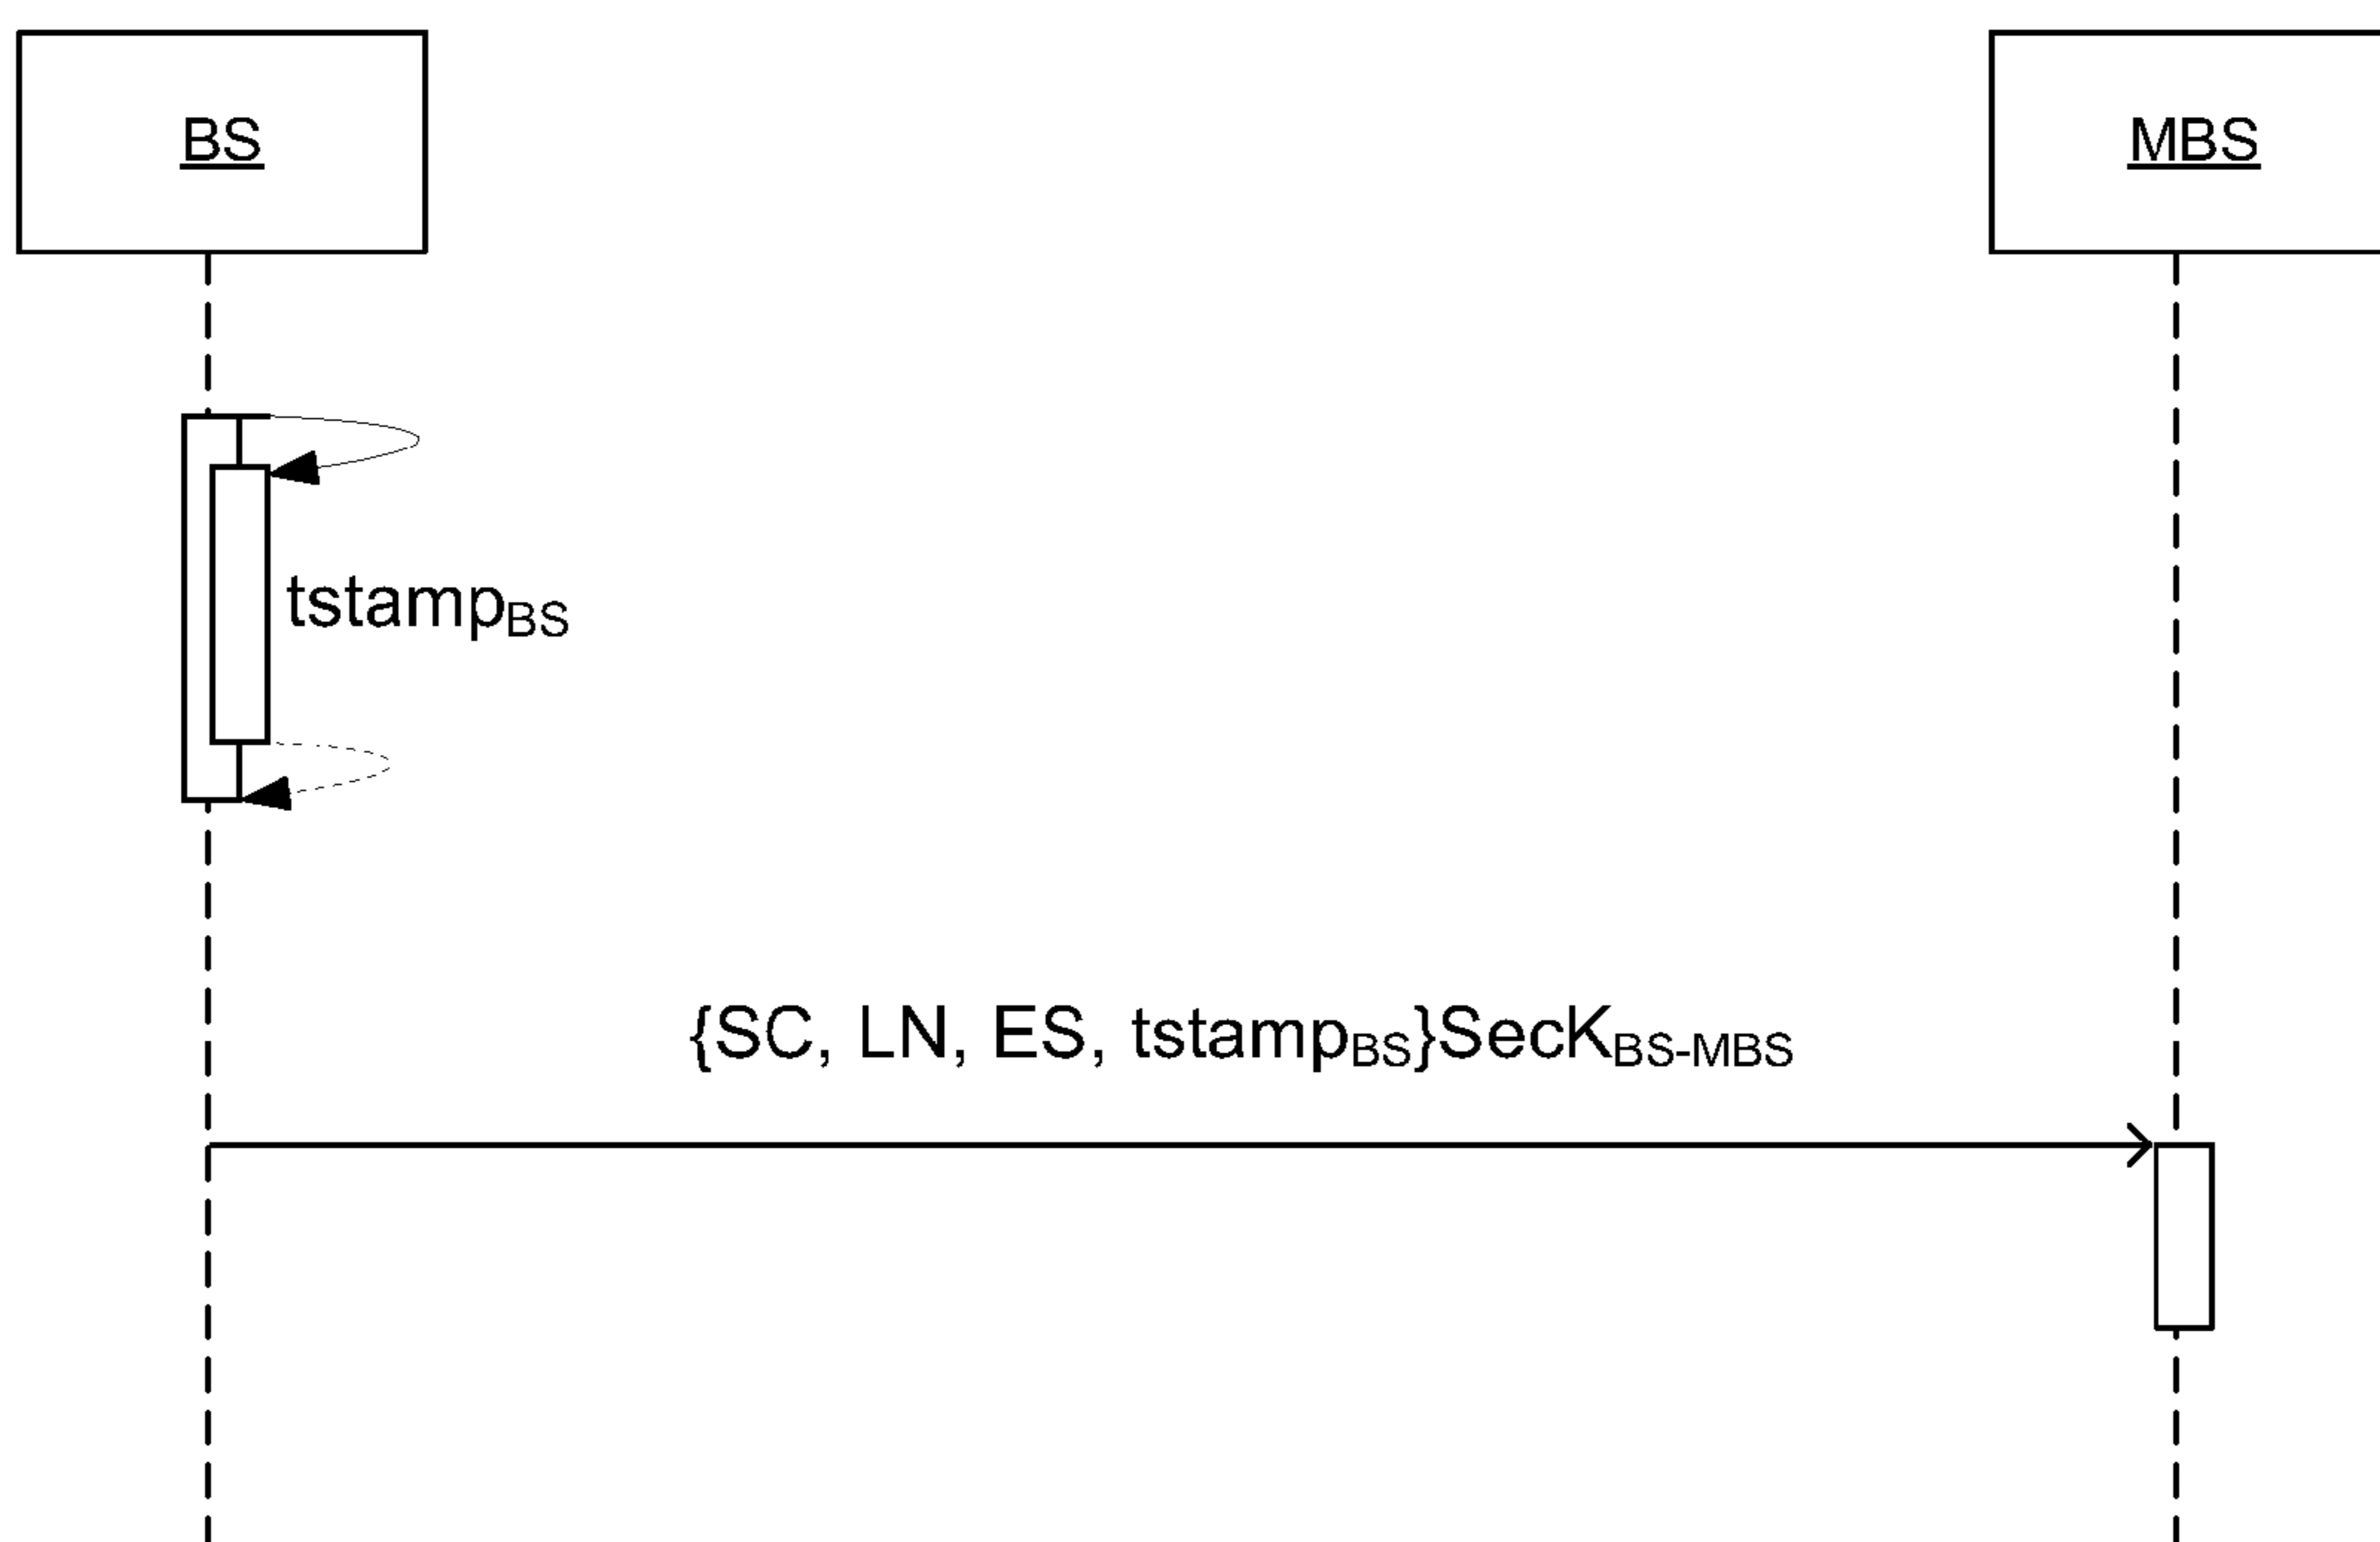 BS
MBS
tstampBS
{SC, LN, ES, tstampBS}SecKBS-MBS